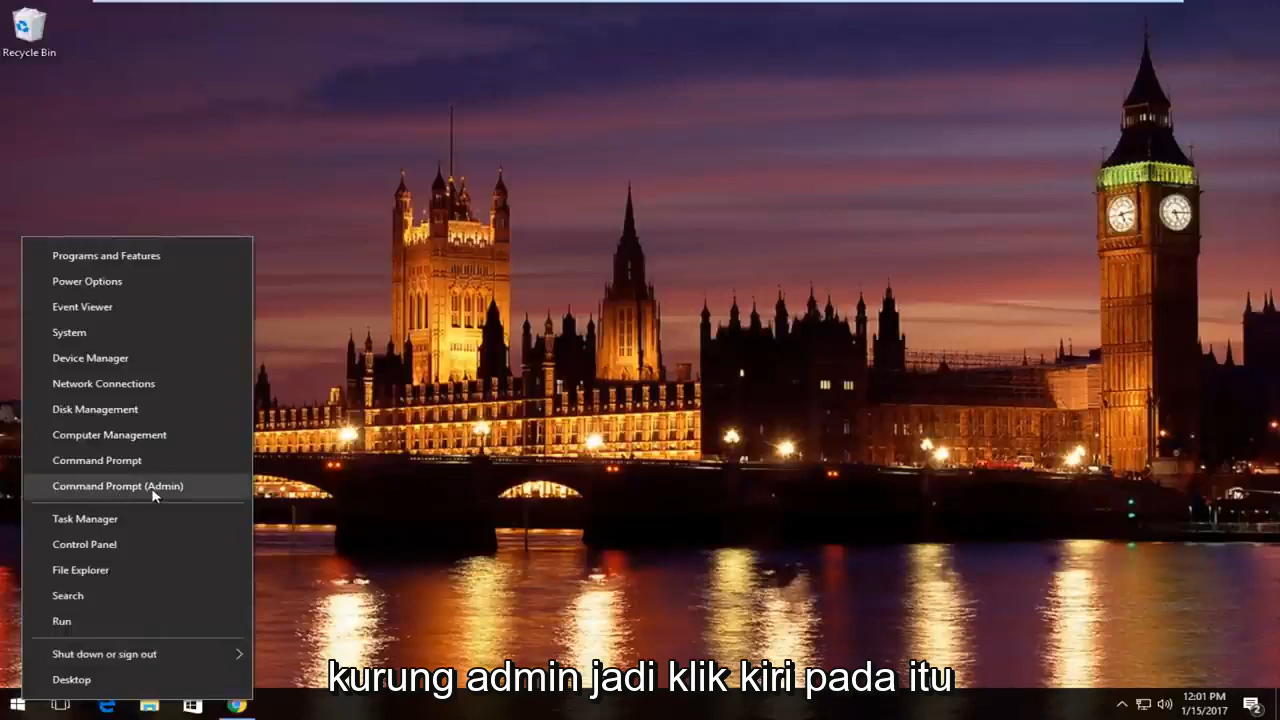 Recycle Bin
Programs and Features
Power Options
Event Viewer
System
Device Manager
Network Connections
Disk Management
Computer Management
Command Prompt
Command Prompt (Admin)
Task Manager
Control Panel
File Explorer
Search
Run
Shut down or sign out
Desktop
kurung admin jadi klik kiri pada itu
12:01 PM
1/15/2017
2